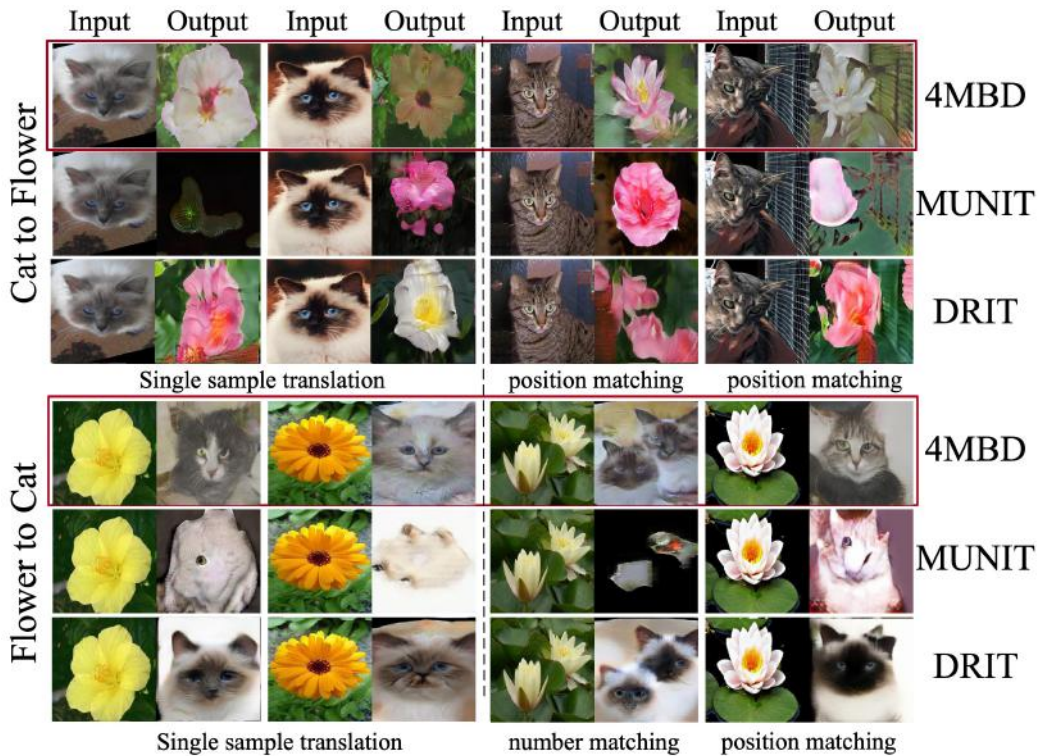 Input Output Input Output Input Output Input Output
Cat to Flower
4MBD
MUNIT
DRIT
Single sample translation position matching position matching
Flower to Cat
4MBD
MUNIT
DRIT
Single sample translation number matching position matching